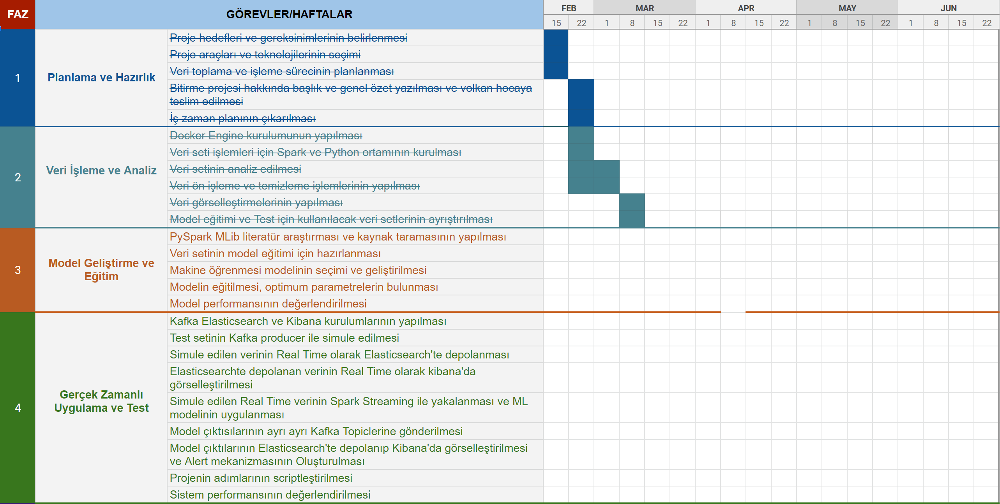 FAZ
GÖREVLER/HAFTALAR
FEB MAR APR MAY JUN
15 22 1 8 15 22 1 8 15 22 1 8 15 22 1 8 15 22
1
Planlama ve Hazırlık
Proje hedefleri ve gereksinimlerinin belirlenmesi
Proje araçları ve teknolojilerinin seçimi
Veri toplama ve işleme sürecinin planlanması
Bitirme projesi hakkında başlık ve genel özet yazılması ve volkan hocaya
teslim edilmesi
İş zaman planının çıkarılması
2
Veri İşleme ve Analiz
Docker Engine kurulumunun yapılması
Veri seti işlemleri için Spark ve Python ortamının kurulması
Veri setinin analiz edilmesi
Veri ön işleme ve temizleme işlemlerinin yapılması
Veri görselleştirmelerinin yapılması
Model eğitimi ve Test için kullanılacak veri setlerinin ayrıştırılması
3
Model Geliştirme ve
Eğitim
PySpark MLib literatür araştırması ve kaynak taramasının yapılması
Veri setinin model eğitimi için hazırlanması
Makine öğrenmesi modelinin seçimi ve geliştirilmesi
Modelin eğitilmesi, optimum parametrelerin bulunması
Model performansının değerlendirilmesi
4
Gerçek Zamanlı
Uygulama ve Test
Kafka Elasticsearch ve Kibana kurulumlarının yapılması
Test setinin Kafka producer ile simule edilmesi
Simule edilen verinin Real Time olarak Elasticsearch'te depolanması
Elasticsearchte depolanan verinin Real Time olarak kibana'da
görselleştirilmesi
Simule edilen Real Time verinin Spark Streaming ile yakalanması ve ML
modelinin uygulanması
Model çıktısılarının ayrı ayrı Kafka Topiclerine gönderilmesi
Model çıktılarının Elasticsearch'te depolanıp Kibana'da görselleştirilmesi
ve Alert mekanizmasının Oluşturulması
Projenin adımlarının scriptleştirilmesi
Sistem performansının değerlendirilmesi